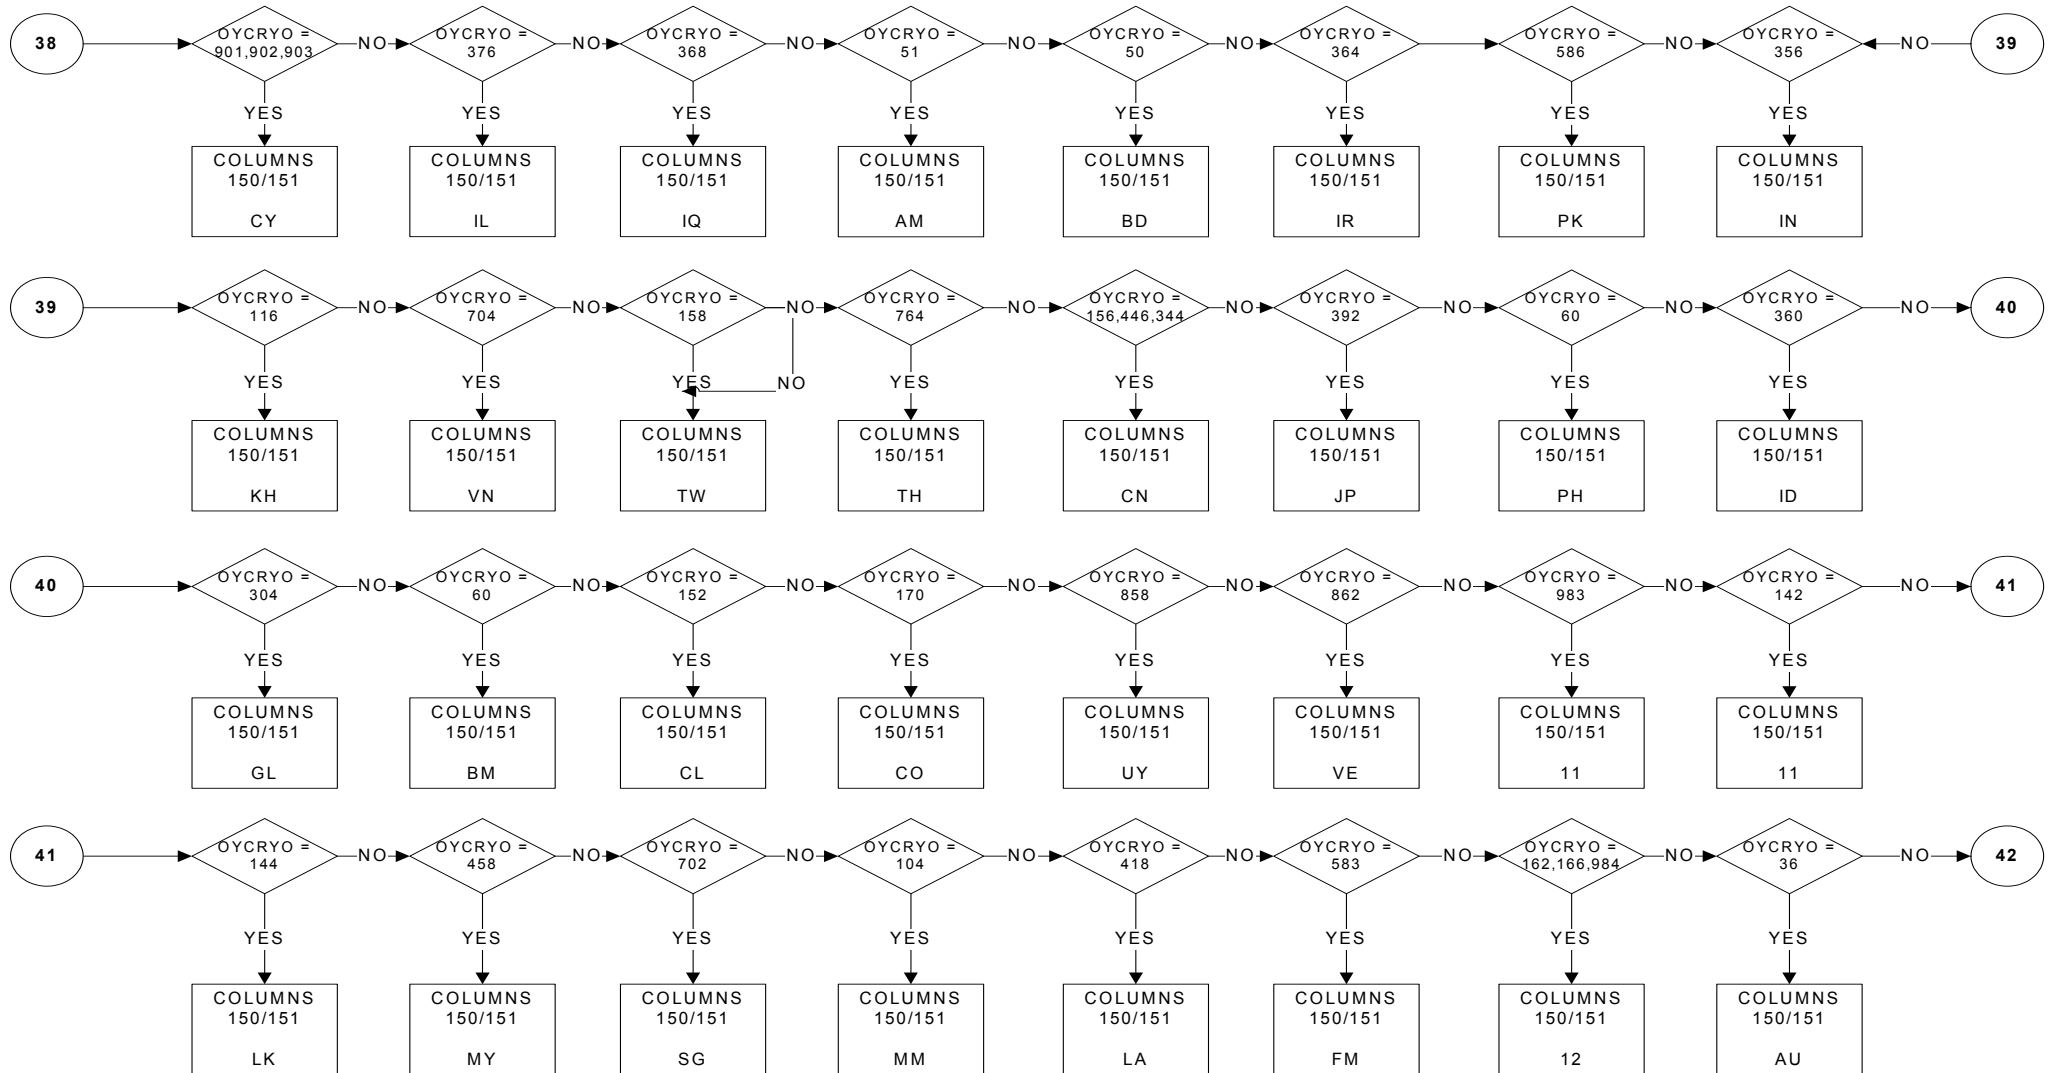 38
OYCRYO =
901,902,903
NO
OYCRYO =
376
NO
OYCRYO =
368
NO
OYCRYO =
51
NO
OYCRYO =
50
NO
OYCRYO =
364
OYCRYO =
586
NO
OYCRYO =
356
NO
39
YES
YES
YES
YES
YES
YES
YES
YES
COLUMNS
150/151
CY
COLUMNS
150/151
IL
COLUMNS
150/151
IQ
COLUMNS
150/151
AM
COLUMNS
150/151
BD
COLUMNS
150/151
IR
COLUMNS
150/151
PK
COLUMNS
150/151
IN
39
OYCRYO =
116
NO
OYCRYO =
704
NO
OYCRYO =
158
NO
OYCRYO =
764
NO
OYCRYO =
156,446,344
NO
OYCRYO =
392
NO
OYCRYO =
60
NO
OYCRYO =
360
NO
40
YES
YES
YES
NO
YES
YES
YES
YES
YES
COLUMNS
150/151
KH
COLUMNS
150/151
VN
COLUMNS
150/151
TW
COLUMNS
150/151
TH
COLUMNS
150/151
CN
COLUMNS
150/151
JP
COLUMNS
150/151
PH
COLUMNS
150/151
ID
40
OYCRYO =
304
NO
OYCRYO =
60
NO
OYCRYO =
152
NO
OYCRYO =
170
NO
OYCRYO =
858
NO
OYCRYO =
862
NO
OYCRYO =
983
NO
OYCRYO =
142
NO
41
YES
YES
YES
YES
YES
YES
YES
YES
COLUMNS
150/151
GL
COLUMNS
150/151
BM
COLUMNS
150/151
CL
COLUMNS
150/151
CO
COLUMNS
150/151
UY
COLUMNS
150/151
VE
COLUMNS
150/151
11
COLUMNS
150/151
11
41
OYCRYO =
144
NO
OYCRYO =
458
NO
OYCRYO =
702
NO
OYCRYO =
104
NO
OYCRYO =
418
NO
OYCRYO =
583
NO
OYCRYO =
162,166,984
NO
OYCRYO =
36
NO
42
YES
YES
YES
YES
YES
YES
YES
YES
COLUMNS
150/151
LK
COLUMNS
150/151
MY
COLUMNS
150/151
SG
COLUMNS
150/151
MM
COLUMNS
150/151
LA
COLUMNS
150/151
FM
COLUMNS
150/151
12
COLUMNS
150/151
AU